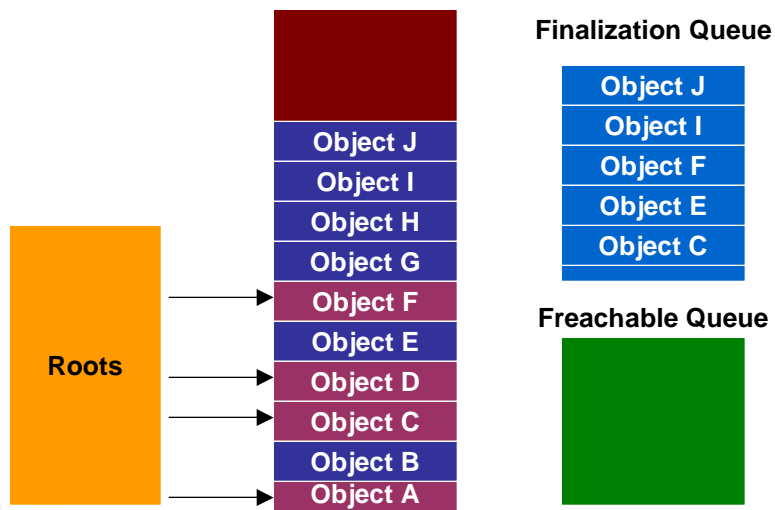 Roots
Object J
Object I
Object H
Object G
Object F
Object E
Object D
Object C
Object B
Object A
Finalization Queue
Object J
Object I
Object F
Object E
Object C
Freachable Queue